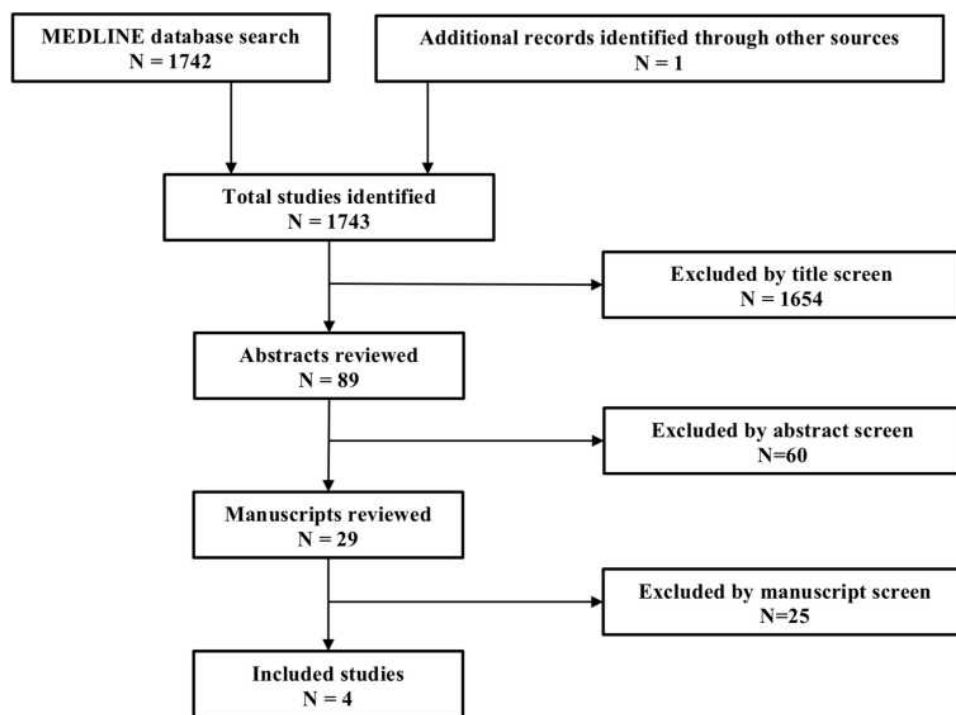 MEDLINE database search
N = 1742
Additional records identified through other sources
N = 1
Total studies identified
N = 1743
Excluded by title screen
N = 1654
Abstracts reviewed
N = 89
Excluded by abstract screen
N=60
Manuscripts reviewed
N = 29
Excluded by manuscript screen
N=25
Included studies
N = 4